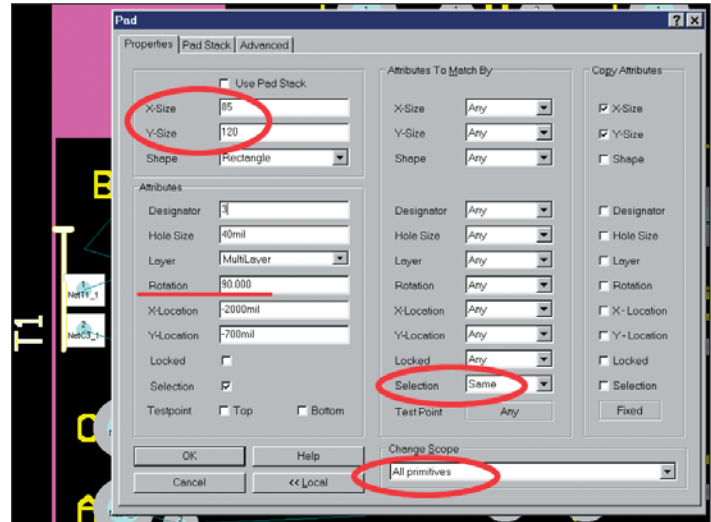 Pad
Properties Pad Stack Advanced
Use Pad Stack
X-Size 85
Y-Size 120
Shape Rectangle
Attributes
Designator 3
Hole Size 40mil
Layer MultiLayer
Rotation 90.000
X-Location -2000mil
Y-Location -700mil
Locked
Selection
Testpoint Top Bottom
OK Help
Cancel << Local
Attributes To Match By
X-Size Any
Y-Size Any
Shape Any
Designator Any
Hole Size Any
Layer Any
Rotation Any
X-Location Any
Y-Location Any
Locked Any
Selection Same
Test Point Any
Change Scope
All primitives
Copy Attributes
X-Size
Y-Size
Shape
Designator
Hole Size
Layer
Rotation
X - Location
Y - Location
Locked
Selection
Fixed
B
1
NetT1_1
2
NetC3_1
T1
C
A